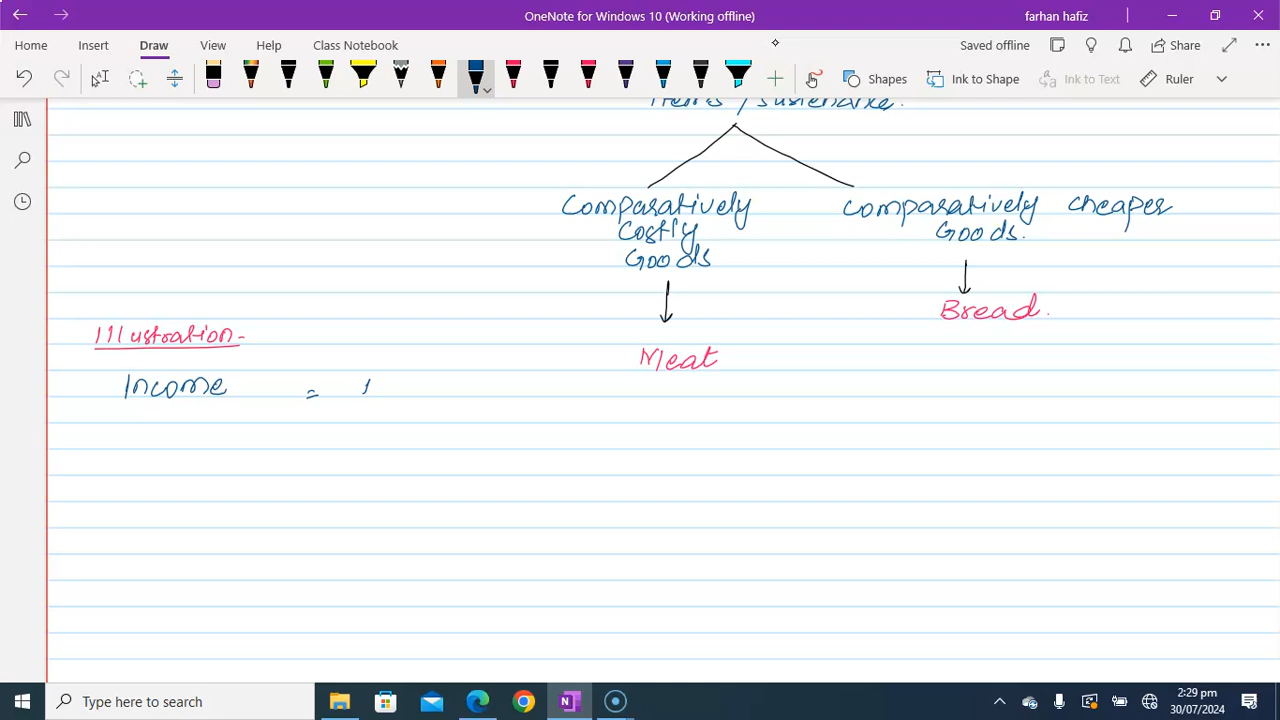 OneNote for Windows 10 (Working offline)
farhan hafiz
Home Insert Draw View Help Class Notebook
Saved offline
Share
Shapes
Ink to Shape
Ink to Text
Ruler
Items / Sustenance.
Comparatively Costly Goods
Comparatively cheaper Goods.
Bread.
Meat
Illustration.
Income =
Type here to search
2:29 pm
30/07/2024